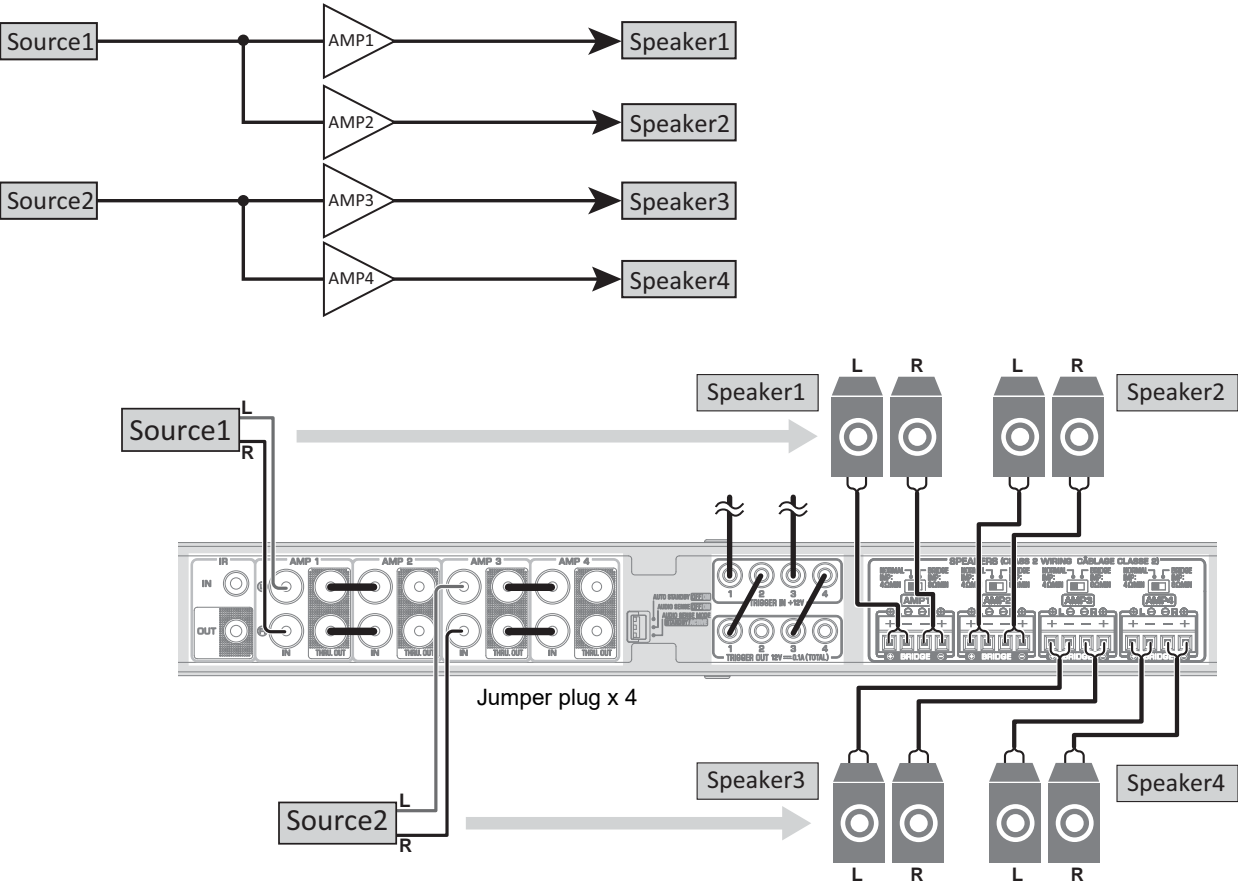 Source1
AMP1
Speaker1
AMP2
Speaker2
Source2
AMP3
Speaker3
AMP4
Speaker4
L R L R
Speaker1
Speaker2
Source1
L
R
IR AMP 1 AMP 2 AMP 3 AMP 4
IN
OUT
IN THRU. OUT IN THRU. OUT IN THRU. OUT IN THRU. OUT
AUTO STANDBY
1 2 3 4
TRIGGER IN +12V
1 2 3 4
TRIGGER OUT 12V 0.1A (TOTAL)
SPEAKERS (CLASS 2 WIRING CÂBLAGE CLASSE 2)
NORMAL BRIDGE NORMAL BRIDGE NORMAL BRIDGE
AMP1 AMP2 AMP3 AMP4
+ - - + + - - + + - - + + - - +
BRIDGE BRIDGE BRIDGE
Jumper plug x 4
Source2
L
R
Speaker3
Speaker4
L R L R